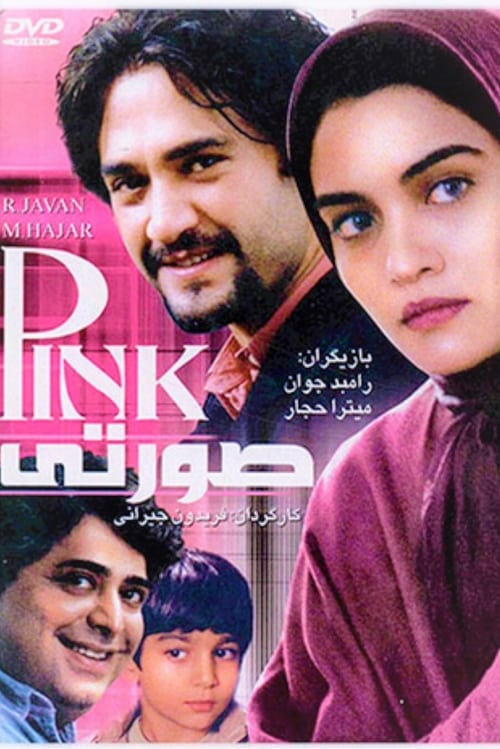 DVD
VIDEO
R.JAVAN
M.HAJAR
PINK
بازیگران:
رامبد جوان
میترا حجار
صورتی
کارگردان: فریدون جیرانی